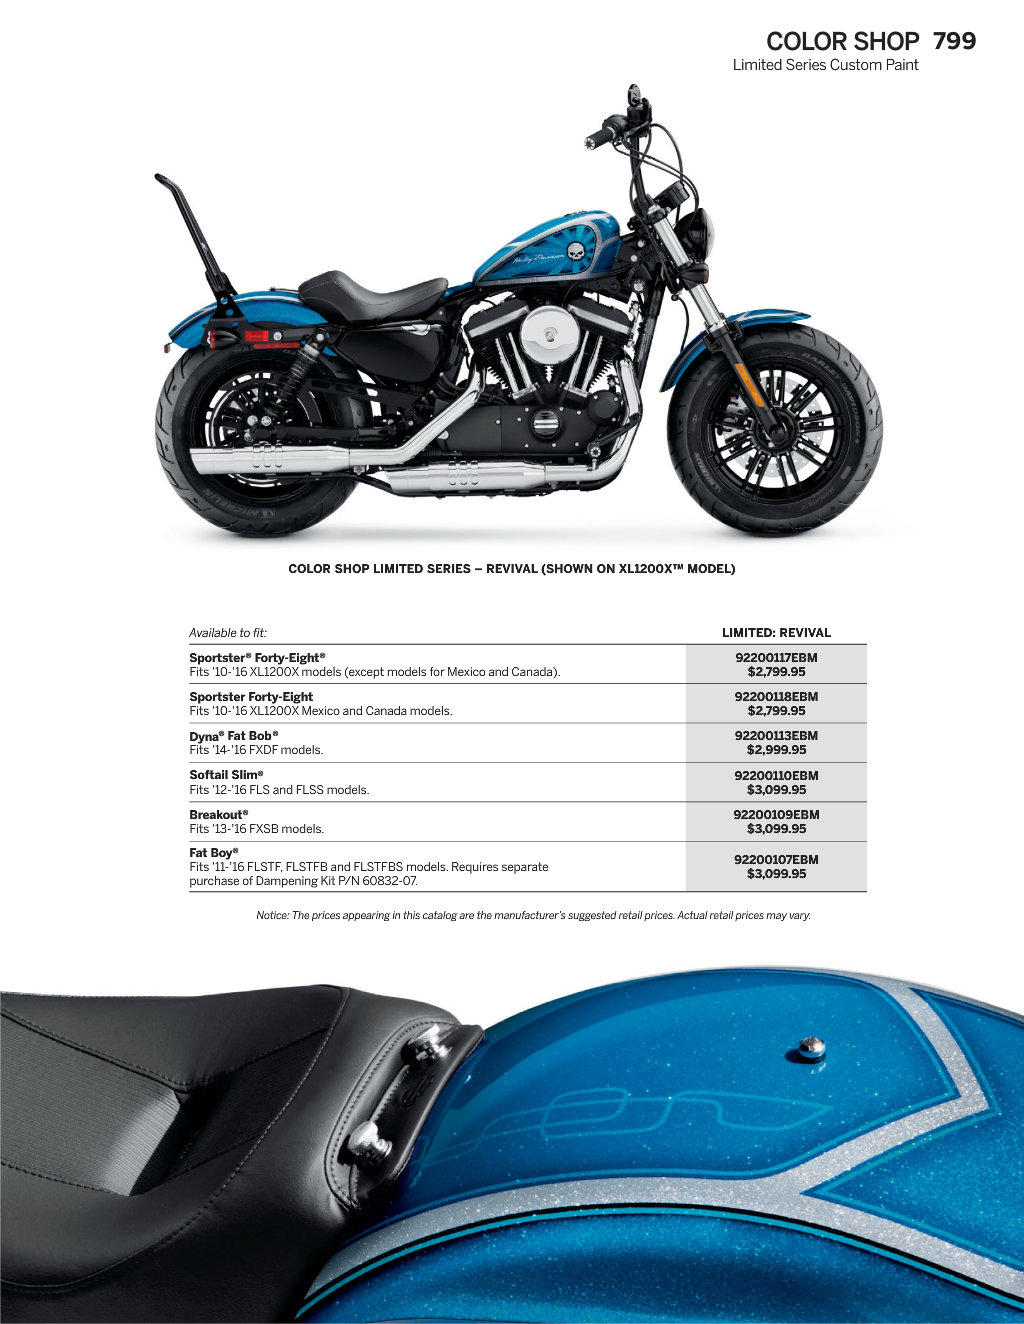 COLOR SHOP 799
Limited Series Custom Paint
Harley-Davidson
HARLEY-DAVIDSON
MICHELIN
MICHELIN
COLOR SHOP LIMITED SERIES – REVIVAL (SHOWN ON XL1200X™ MODEL)
Available to fit: LIMITED: REVIVAL
Sportster® Forty-Eight® 92200117EBM
Fits '10-'16 XL1200X models (except models for Mexico and Canada). $2,799.95
Sportster Forty-Eight 92200118EBM
Fits '10-'16 XL1200X Mexico and Canada models. $2,799.95
Dyna® Fat Bob® 92200113EBM
Fits '14-'16 FXDF models. $2,999.95
Softail Slim® 92200110EBM
Fits '12-'16 FLS and FLSS models. $3,099.95
Breakout® 92200109EBM
Fits '13-'16 FXSB models. $3,099.95
Fat Boy®
Fits '11-'16 FLSTF, FLSTFB and FLSTFBS models. Requires separate 92200107EBM
purchase of Dampening Kit P/N 60832-07. $3,099.95
Notice: The prices appearing in this catalog are the manufacturer's suggested retail prices. Actual retail prices may vary.